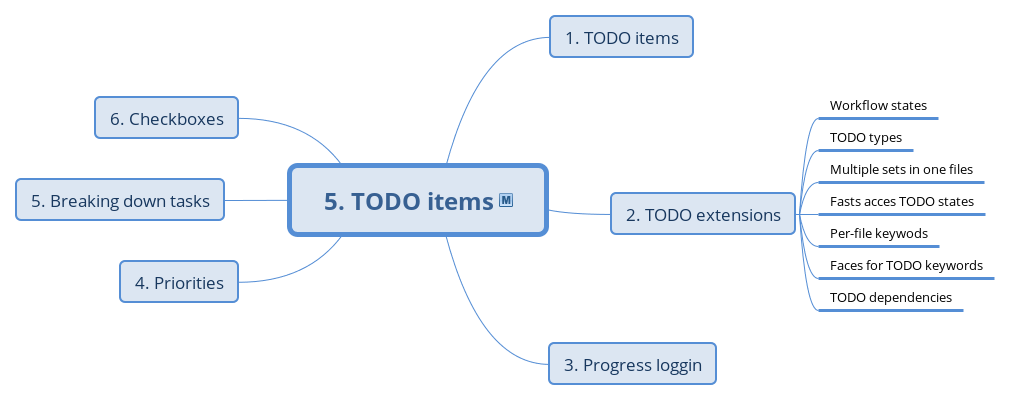 5. TODO items M
1. TODO items
2. TODO extensions
Workflow states
TODO types
Multiple sets in one files
Fasts acces TODO states
Per-file keywods
Faces for TODO keywords
TODO dependencies
3. Progress loggin
4. Priorities
5. Breaking down tasks
6. Checkboxes